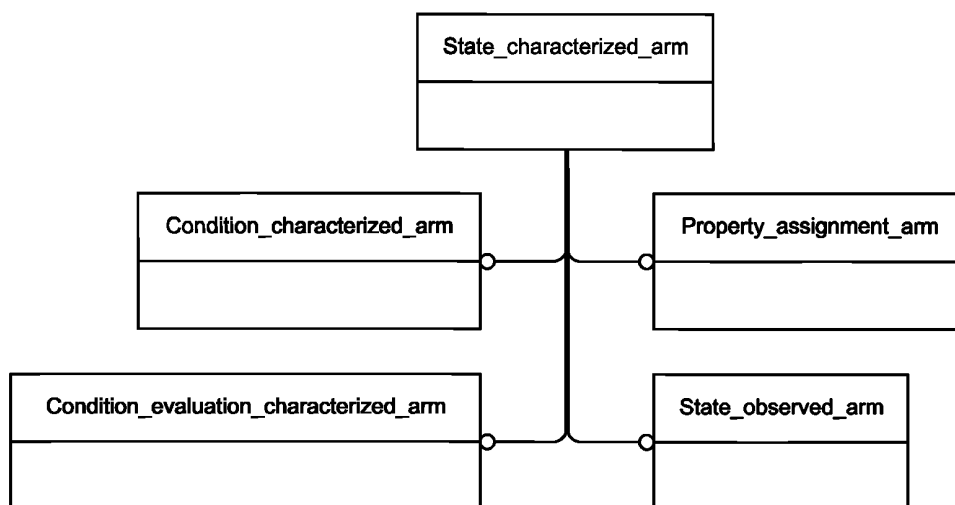 State_characterized_arm
Condition_characterized_arm
Property_assignment_arm
Condition_evaluation_characterized_arm
State_observed_arm